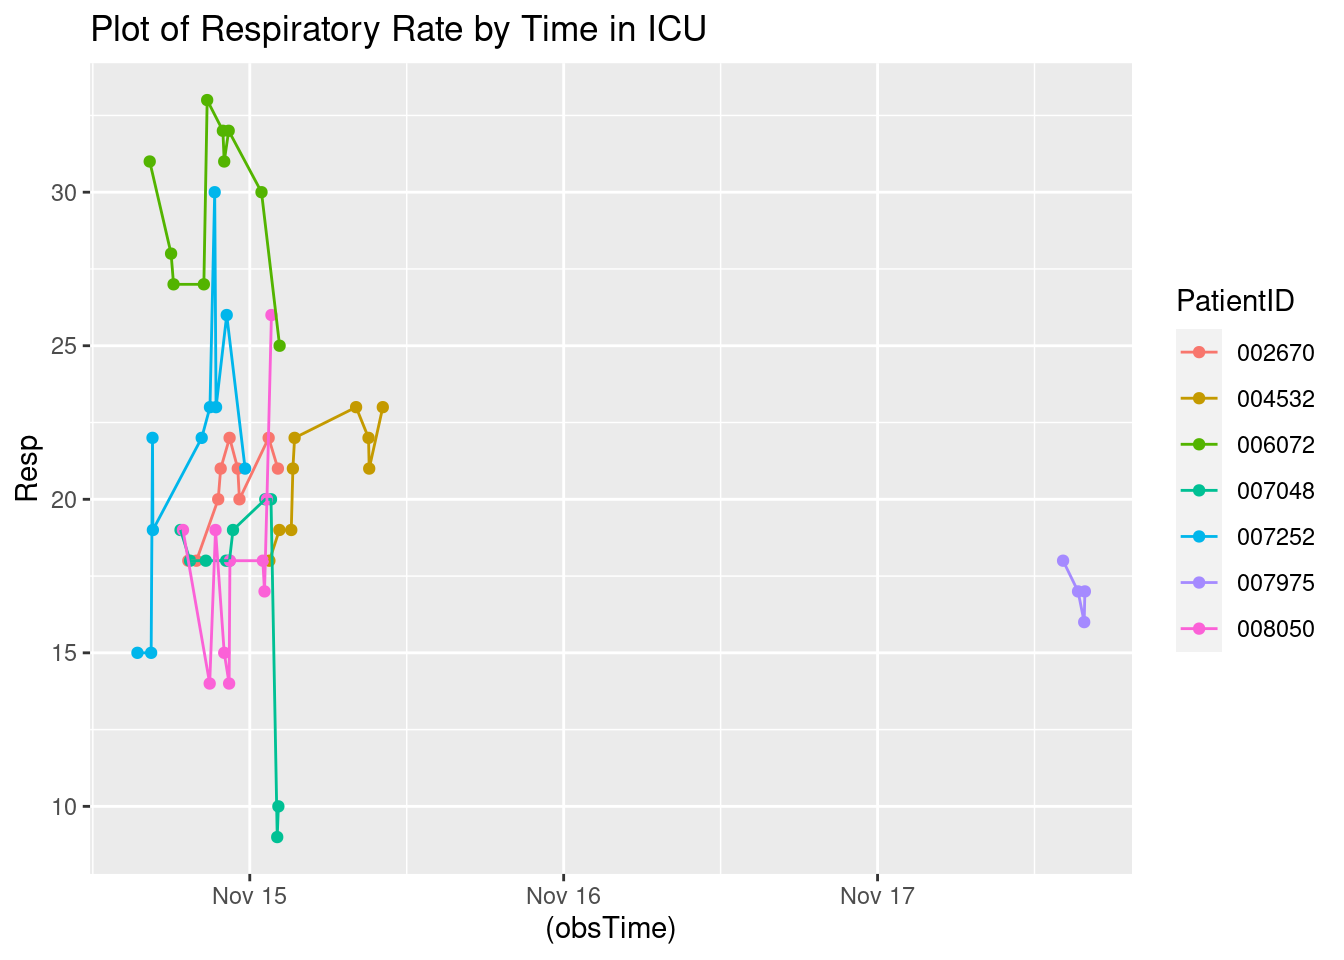 Plot of Respiratory Rate by Time in ICU
Resp
30
25
20
15
10
Nov 15
Nov 16
Nov 17
(obsTime)
PatientID
002670
004532
006072
007048
007252
007975
008050